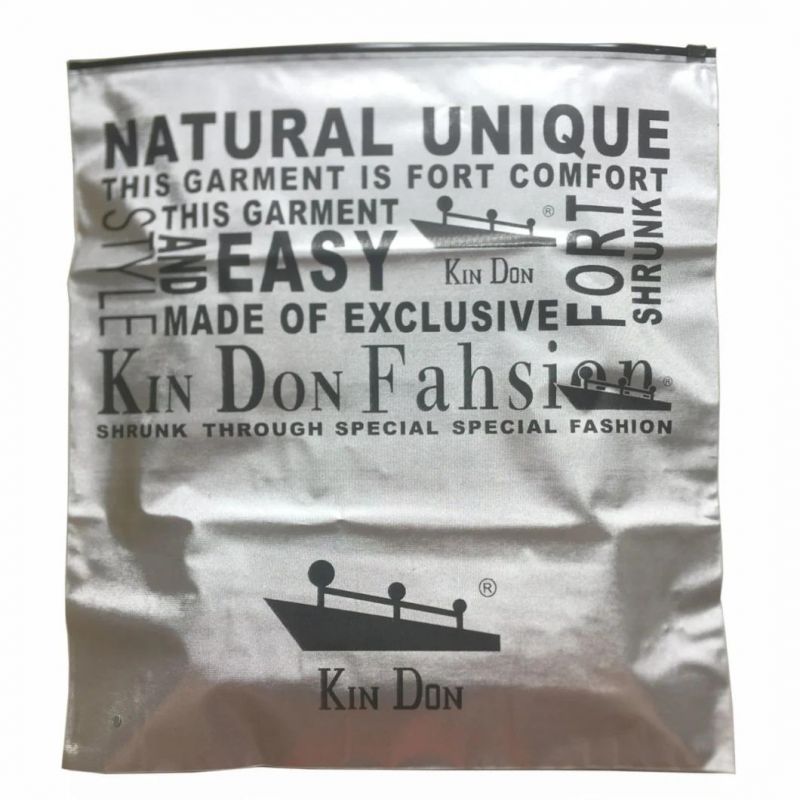 NATURAL UNIQUE
THIS GARMENT IS FORT COMFORT
STYLE
THIS GARMENT
AND
EASY
®
KIN DON
FORT
SHRUNK
MADE OF EXCLUSIVE
KIN DON Fahsion
®
SHRUNK THROUGH SPECIAL SPECIAL FASHION
®
KIN DON